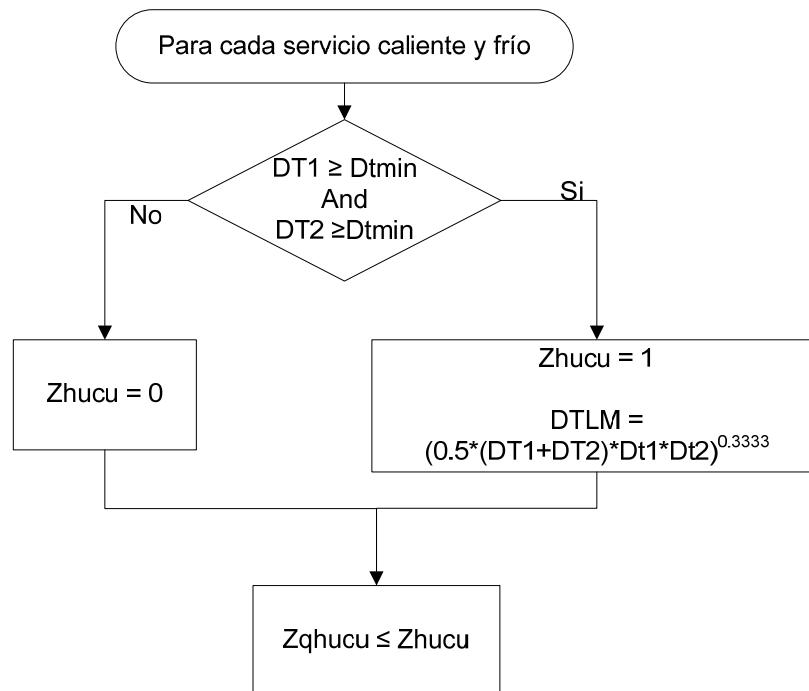 Para cada servicio caliente y frío
DT1 ≥ Dtmin
And
DT2 ≥Dtmin
No
Si
Zhucu = 0
Zhucu = 1
DTLM =
(0.5*(DT1+DT2)*Dt1*Dt2)^0.3333
Zqhucu ≤ Zhucu